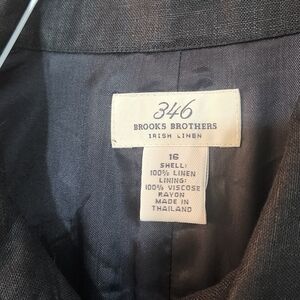 346
BROOKS BROTHERS
IRISH LINEN
16
SHELL:
100% LINEN
LINING:
100% VISCOSE
RAYON
MADE IN
THAILAND